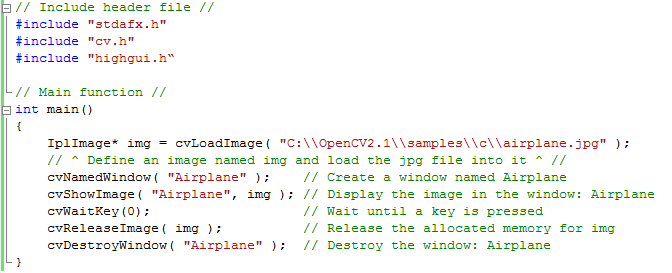 // Include header file //
#include "stdafx.h"
#include "cv.h"
#include "highgui.h“

// Main function //
int main()
{
    IplImage* img = cvLoadImage( "C:\\OpenCV2.1\\samples\\c\\airplane.jpg" );
    // ^ Define an image named img and load the jpg file into it ^ //
    cvNamedWindow( "Airplane" );    // Create a window named Airplane
    cvShowImage( "Airplane", img ); // Display the image in the window: Airplane
    cvWaitKey(0);                   // Wait until a key is pressed
    cvReleaseImage( img );          // Release the allocated memory for img
    cvDestroyWindow( "Airplane" );  // Destroy the window: Airplane
}